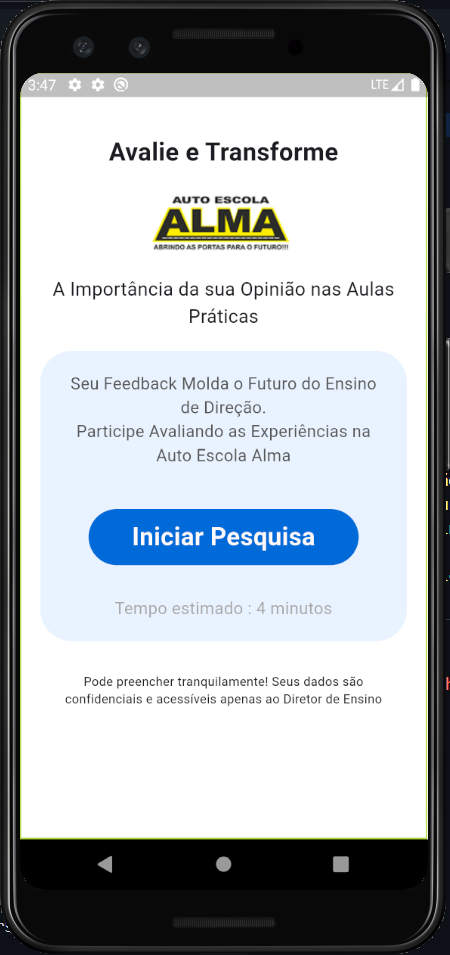 3:47
LTE
Avalie e Transforme
AUTO ESCOLA
ALMA
ABRINDO AS PORTAS PARA O FUTURO!!!
A Importância da sua Opinião nas Aulas
Práticas
Seu Feedback Molda o Futuro do Ensino
de Direção.
Participe Avaliando as Experiências na
Auto Escola Alma
Iniciar Pesquisa
Tempo estimado : 4 minutos
Pode preencher tranquilamente! Seus dados são
confidenciais e acessíveis apenas ao Diretor de Ensino